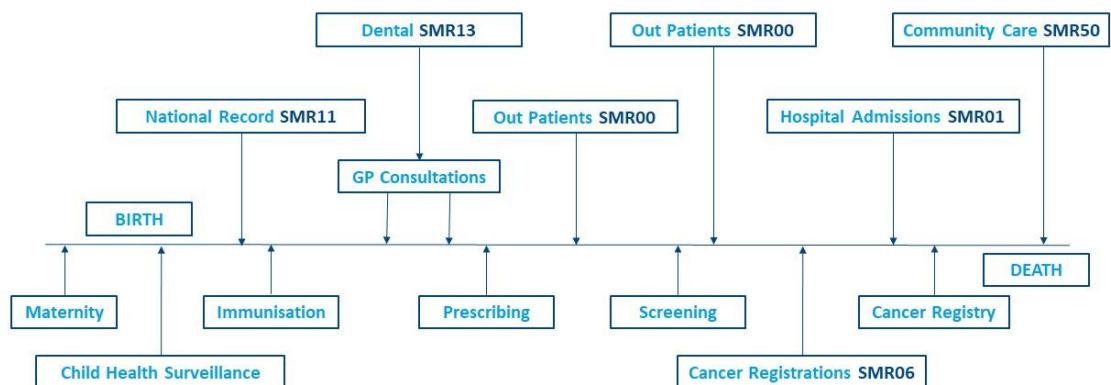 Dental SMR13
Out Patients SMR00
Community Care SMR50
National Record SMR11
Out Patients SMR00
Hospital Admissions SMR01
GP Consultations
BIRTH
DEATH
Maternity
Immunisation
Prescribing
Screening
Cancer Registry
Child Health Surveillance
Cancer Registrations SMR06